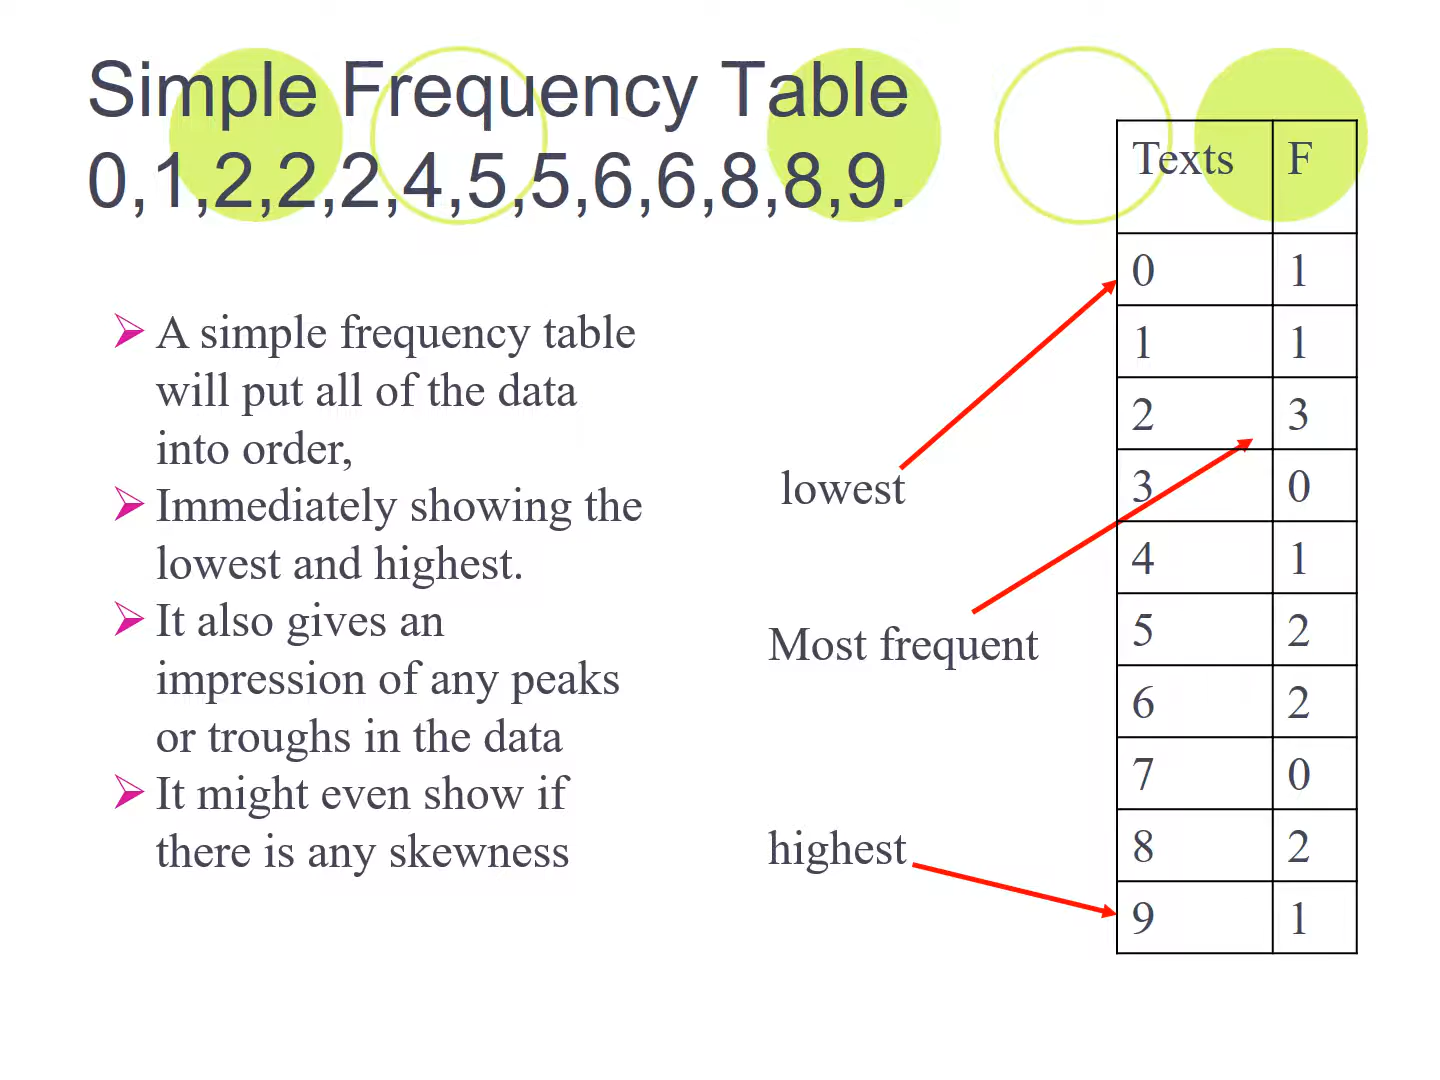 Simple Frequency Table
0,1,2,2,2,4,5,5,6,6,8,8,9.
A simple frequency table
will put all of the data
into order,
Immediately showing the
lowest and highest.
It also gives an
impression of any peaks
or troughs in the data
It might even show if
there is any skewness
lowest
Most frequent
highest
Texts F
0 1
1 1
2 3
3 0
4 1
5 2
6 2
7 0
8 2
9 1